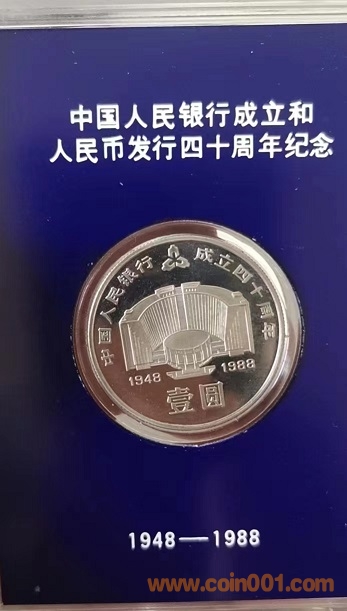 中国人民银行成立和
人民币发行四十周年纪念
中国人民银行 成立四十周年
1948 1988
壹圆
1948—1988
www.coin001.com